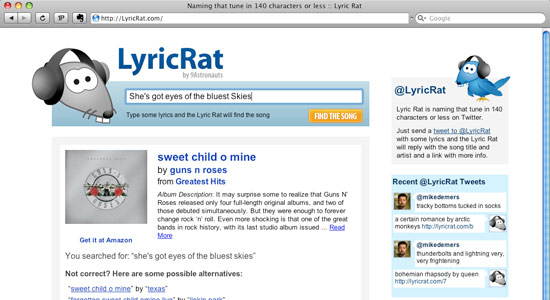 Naming that tune in 140 characters or less :: Lyric Rat
http://LyricRat.com/
Google
LyricRat
by 9Astronauts
She's got eyes of the bluest Skies
Type some lyrics and the Lyric Rat will find the song
FIND THE SONG
sweet child o mine
by guns n roses
from Greatest Hits
Album Description: It may surprise some to realize that Guns N'
Roses released only four full-length original albums, and two of
those debuted simultaneously. But they were enough to forever
change rock 'n' roll. Even more shocking is that one of the great
bands in rock history, with its last studio album issued ... Read
More
Get it at Amazon
You searched for: "she's got eyes of the bluest skies"
Not correct? Here are some possible alternatives:
"sweet child o mine" by "texas"
"forgotten sweet child omine live" by "linkin park"
@LyricRat
Lyric Rat is naming that tune in 140
characters or less on Twitter.
Just send a tweet to @LyricRat
with some lyrics and the Lyric Rat
will reply with the song title and
artist and a link with more info.
Recent @LyricRat Tweets
@mikedemers
tracky bottoms tucked in socks
a certain romance by arctic
monkeys http://lyricrat.com/b
@mikedemers
thunderbolts and lightning very,
very frightening
bohemian rhapsody by queen
http://lyricrat.com/7